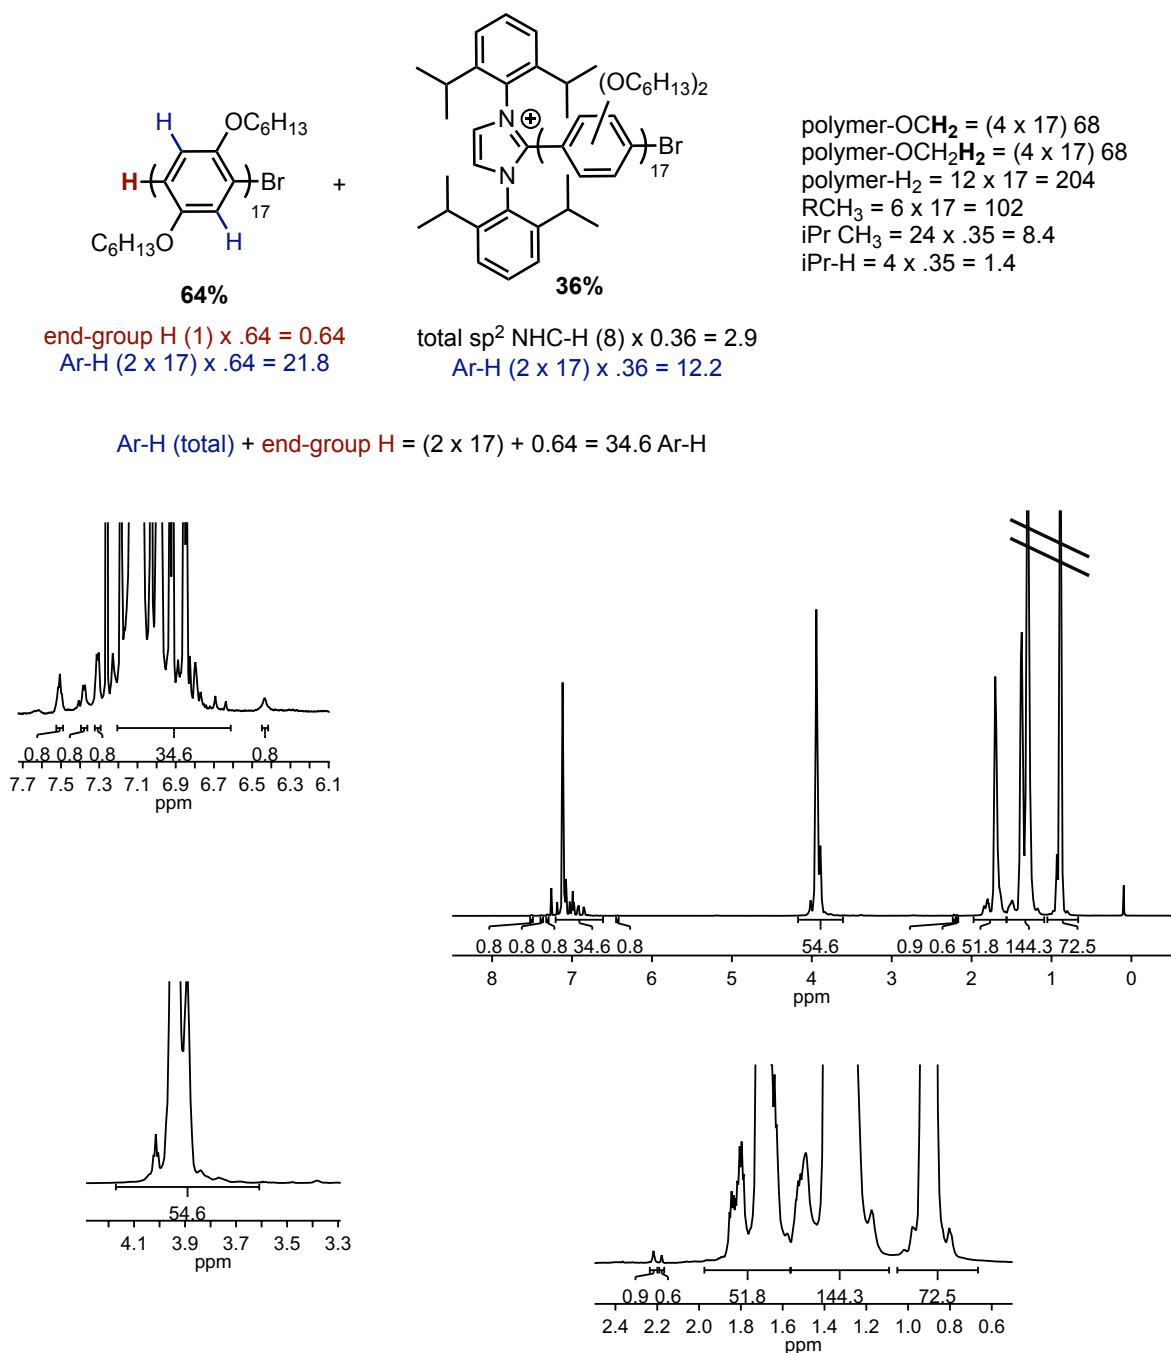 H
OC₆H₁₃
H
Br
17
C₆H₁₃O
H
64%
+
N
⊕
N
(OC₆H₁₃)₂
Br
17
36%
polymer-OCH₂ = (4 x 17) 68
polymer-OCH₂H₂ = (4 x 17) 68
polymer-H₂ = 12 x 17 = 204
RCH₃ = 6 x 17 = 102
iPr CH₃ = 24 x .35 = 8.4
iPr-H = 4 x .35 = 1.4
end-group H (1) x .64 = 0.64
Ar-H (2 x 17) x .64 = 21.8
total sp² NHC-H (8) x 0.36 = 2.9
Ar-H (2 x 17) x .36 = 12.2
Ar-H (total) + end-group H = (2 x 17) + 0.64 = 34.6 Ar-H
0.8 0.8 0.8 34.6 0.8
7.7 7.5 7.3 7.1 6.9 6.7 6.5 6.3 6.1
ppm
0.8 0.8 0.8 34.6 0.8 54.6 0.9 0.6 51.8 144.3 72.5
8 7 6 5 4 3 2 1 0
ppm
54.6
4.1 3.9 3.7 3.5 3.3
ppm
0.9 0.6 51.8 144.3 72.5
2.4 2.2 2.0 1.8 1.6 1.4 1.2 1.0 0.8 0.6
ppm